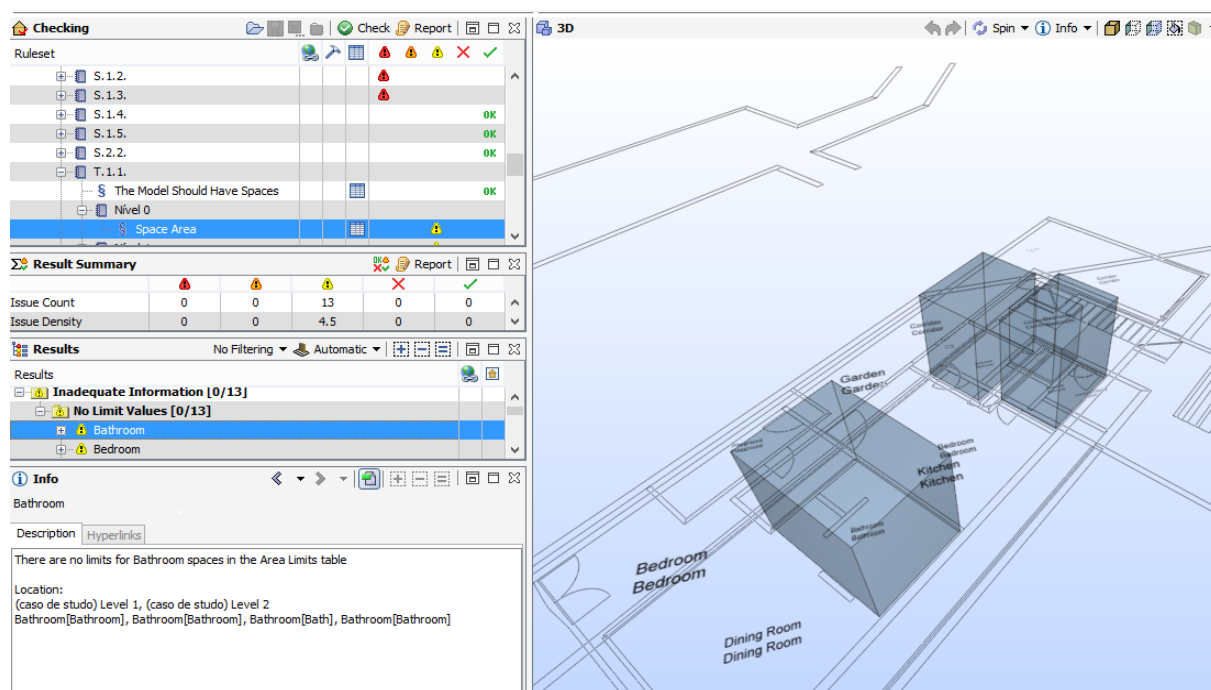 Checking
Check Report
Ruleset
S.1.2.
S.1.3.
S.1.4. OK
S.1.5. OK
S.2.2. OK
T.1.1.
§ The Model Should Have Spaces OK
Nível 0
§ Space Area
Result Summary
Report
Issue Count 0 0 13 0 0
Issue Density 0 0 4.5 0 0
Results No Filtering Automatic
Results
Inadequate Information [0/13]
No Limit Values [0/13]
Bathroom
Bedroom
Info
Bathroom
Description Hyperlinks
There are no limits for Bathroom spaces in the Area Limits table
Location:
(caso de studo) Level 1, (caso de studo) Level 2
Bathroom[Bathroom], Bathroom[Bathroom], Bathroom[Bath], Bathroom[Bathroom]
3D Spin Info
Corridor
Corridor
Garden
Garden
Bedroom
Bedroom
Kitchen
Kitchen
Bathroom
Bathroom
Bedroom
Bedroom
Dining Room
Dining Room